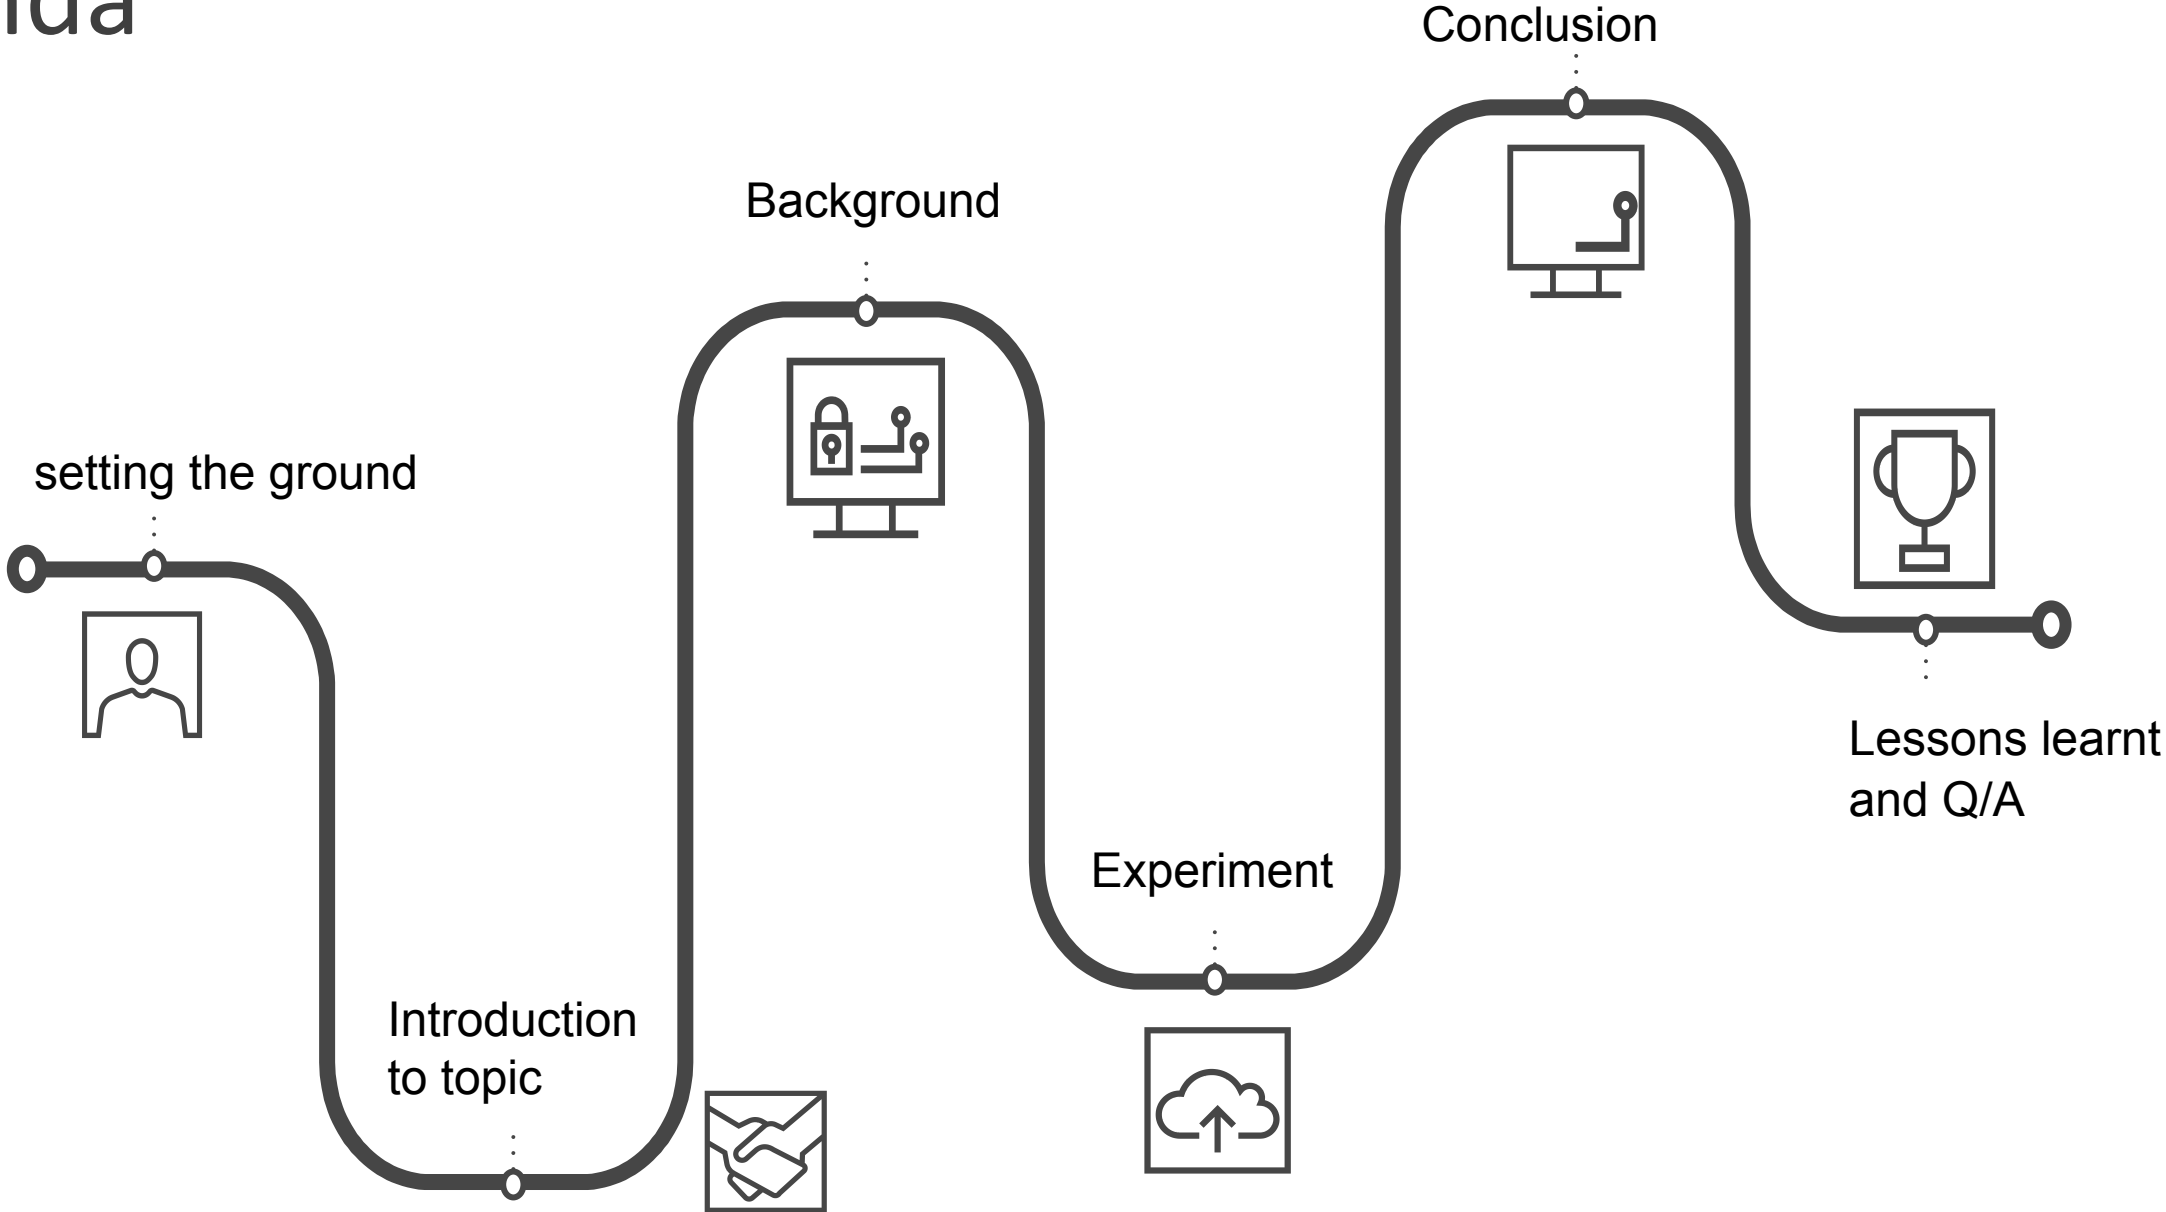 setting the ground
Introduction
to topic
Background
Experiment
Conclusion
Lessons learnt
and Q/A